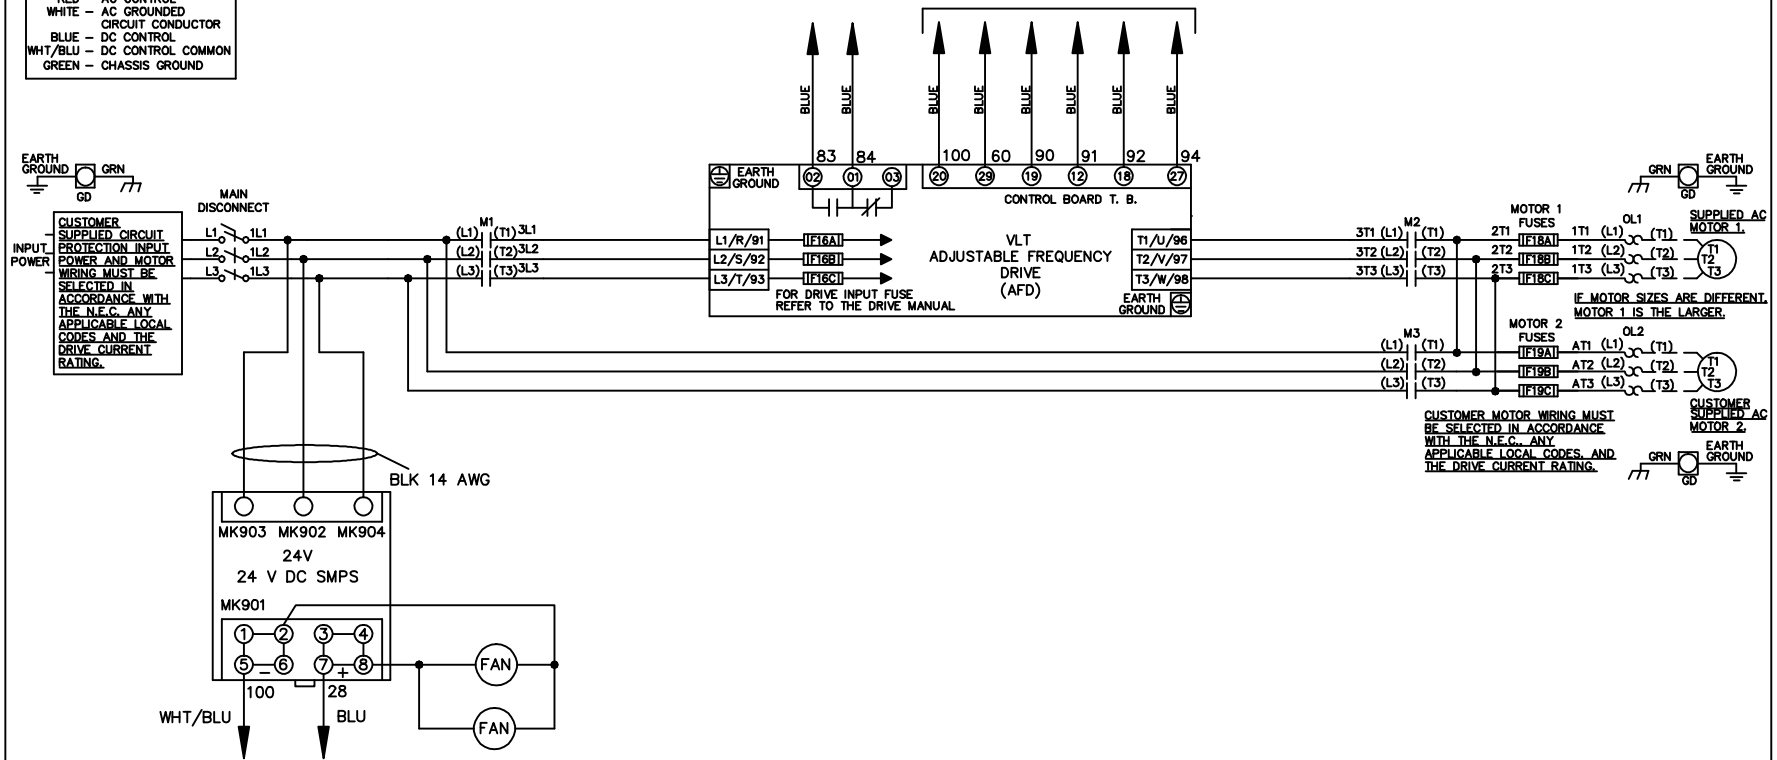 RED – AC CONTROL
WHITE – AC GROUNDED
CIRCUIT CONDUCTOR
BLUE – DC CONTROL
WHT/BLU – DC CONTROL COMMON
GREEN – CHASSIS GROUND
BLUE BLUE BLUE BLUE BLUE BLUE BLUE BLUE
83 84 100 60 90 91 92 94
EARTH
GROUND
GRN
GD
EARTH
GROUND
02 01 03 20 29 19 12 18 27
CONTROL BOARD T. B.
GRN
EARTH
GROUND
GD
MAIN
DISCONNECT
CUSTOMER
SUPPLIED CIRCUIT
PROTECTION INPUT
POWER AND MOTOR
WIRING MUST BE
SELECTED IN
ACCORDANCE WITH
THE N.E.C. ANY
APPLICABLE LOCAL
CODES AND THE
DRIVE CURRENT
RATING.
INPUT
POWER
L1 1L1
L2 1L2
L3 1L3
M1
(L1) (T1) 3L1
(L2) (T2) 3L2
(L3) (T3) 3L3
L1/R/91
L2/S/92
L3/T/93
F16A
F16B
F16C
FOR DRIVE INPUT FUSE
REFER TO THE DRIVE MANUAL
VLT
ADJUSTABLE FREQUENCY
DRIVE
(AFD)
T1/U/96
T2/V/97
T3/W/98
EARTH
GROUND
M2
3T1 (L1) (T1)
3T2 (L2) (T2)
3T3 (L3) (T3)
MOTOR 1
FUSES
2T1 F18A 1T1 (L1)
2T2 F18B 1T2 (L2)
2T3 F18C 1T3 (L3)
OL1
(T1)
(T2)
(T3)
T1
T2
T3
SUPPLIED AC
MOTOR 1.
IF MOTOR SIZES ARE DIFFERENT,
MOTOR 1 IS THE LARGER.
M3
(L1) (T1)
(L2) (T2)
(L3) (T3)
MOTOR 2
FUSES
F19A AT1 (L1)
F19B AT2 (L2)
F19C AT3 (L3)
OL2
(T1)
(T2)
(T3)
T1
T2
T3
CUSTOMER
SUPPLIED AC
MOTOR 2.
CUSTOMER MOTOR WIRING MUST
BE SELECTED IN ACCORDANCE
WITH THE N.E.C., ANY
APPLICABLE LOCAL CODES, AND
THE DRIVE CURRENT RATING.
GRN
EARTH
GROUND
GD
BLK 14 AWG
MK903 MK902 MK904
24V
24 V DC SMPS
MK901
1 2 3 4
5 6 7 8
– +
FAN
FAN
100 28
WHT/BLU BLU